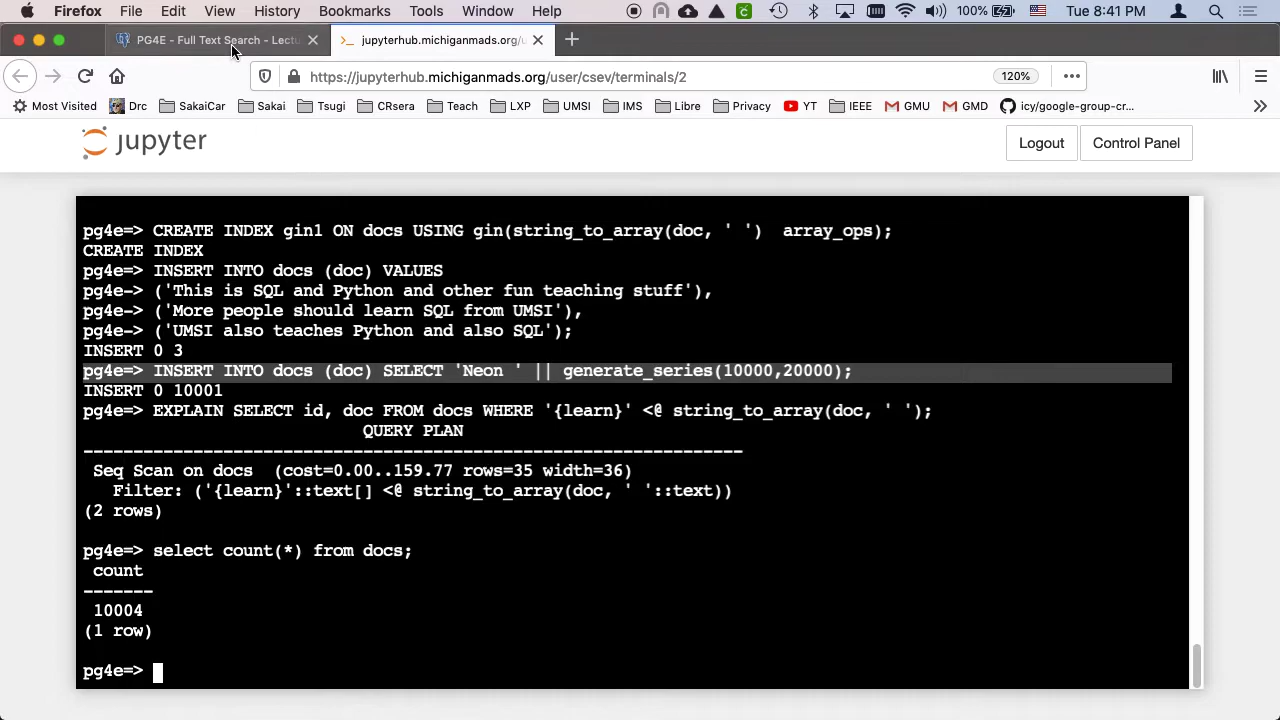 Firefox File Edit View History Bookmarks Tools Window Help 100% Tue 8:41 PM
PG4E - Full Text Search - Lectu jupyterhub.michiganmads.org/u
https://jupyterhub.michiganmads.org/user/csev/terminals/2 120%
Most Visited Drc SakaiCar Sakai Tsugi CRsera Teach LXP UMSI IMS Libre Privacy YT IEEE GMU GMD icy/google-group-cr...
jupyter Logout Control Panel
pg4e=> CREATE INDEX gin1 ON docs USING gin(string_to_array(doc, ' ')  array_ops);
CREATE INDEX
pg4e=> INSERT INTO docs (doc) VALUES
pg4e-> ('This is SQL and Python and other fun teaching stuff'),
pg4e-> ('More people should learn SQL from UMSI'),
pg4e-> ('UMSI also teaches Python and also SQL');
INSERT 0 3
pg4e=> INSERT INTO docs (doc) SELECT 'Neon ' || generate_series(10000,20000);
INSERT 0 10001
pg4e=> EXPLAIN SELECT id, doc FROM docs WHERE '{learn}' <@ string_to_array(doc, ' ');
QUERY PLAN
------------------------------------------------------------------
Seq Scan on docs  (cost=0.00..159.77 rows=35 width=36)
Filter: ('{learn}'::text[] <@ string_to_array(doc, ' '::text))
(2 rows)
pg4e=> select count(*) from docs;
count
-------
10004
(1 row)
pg4e=>